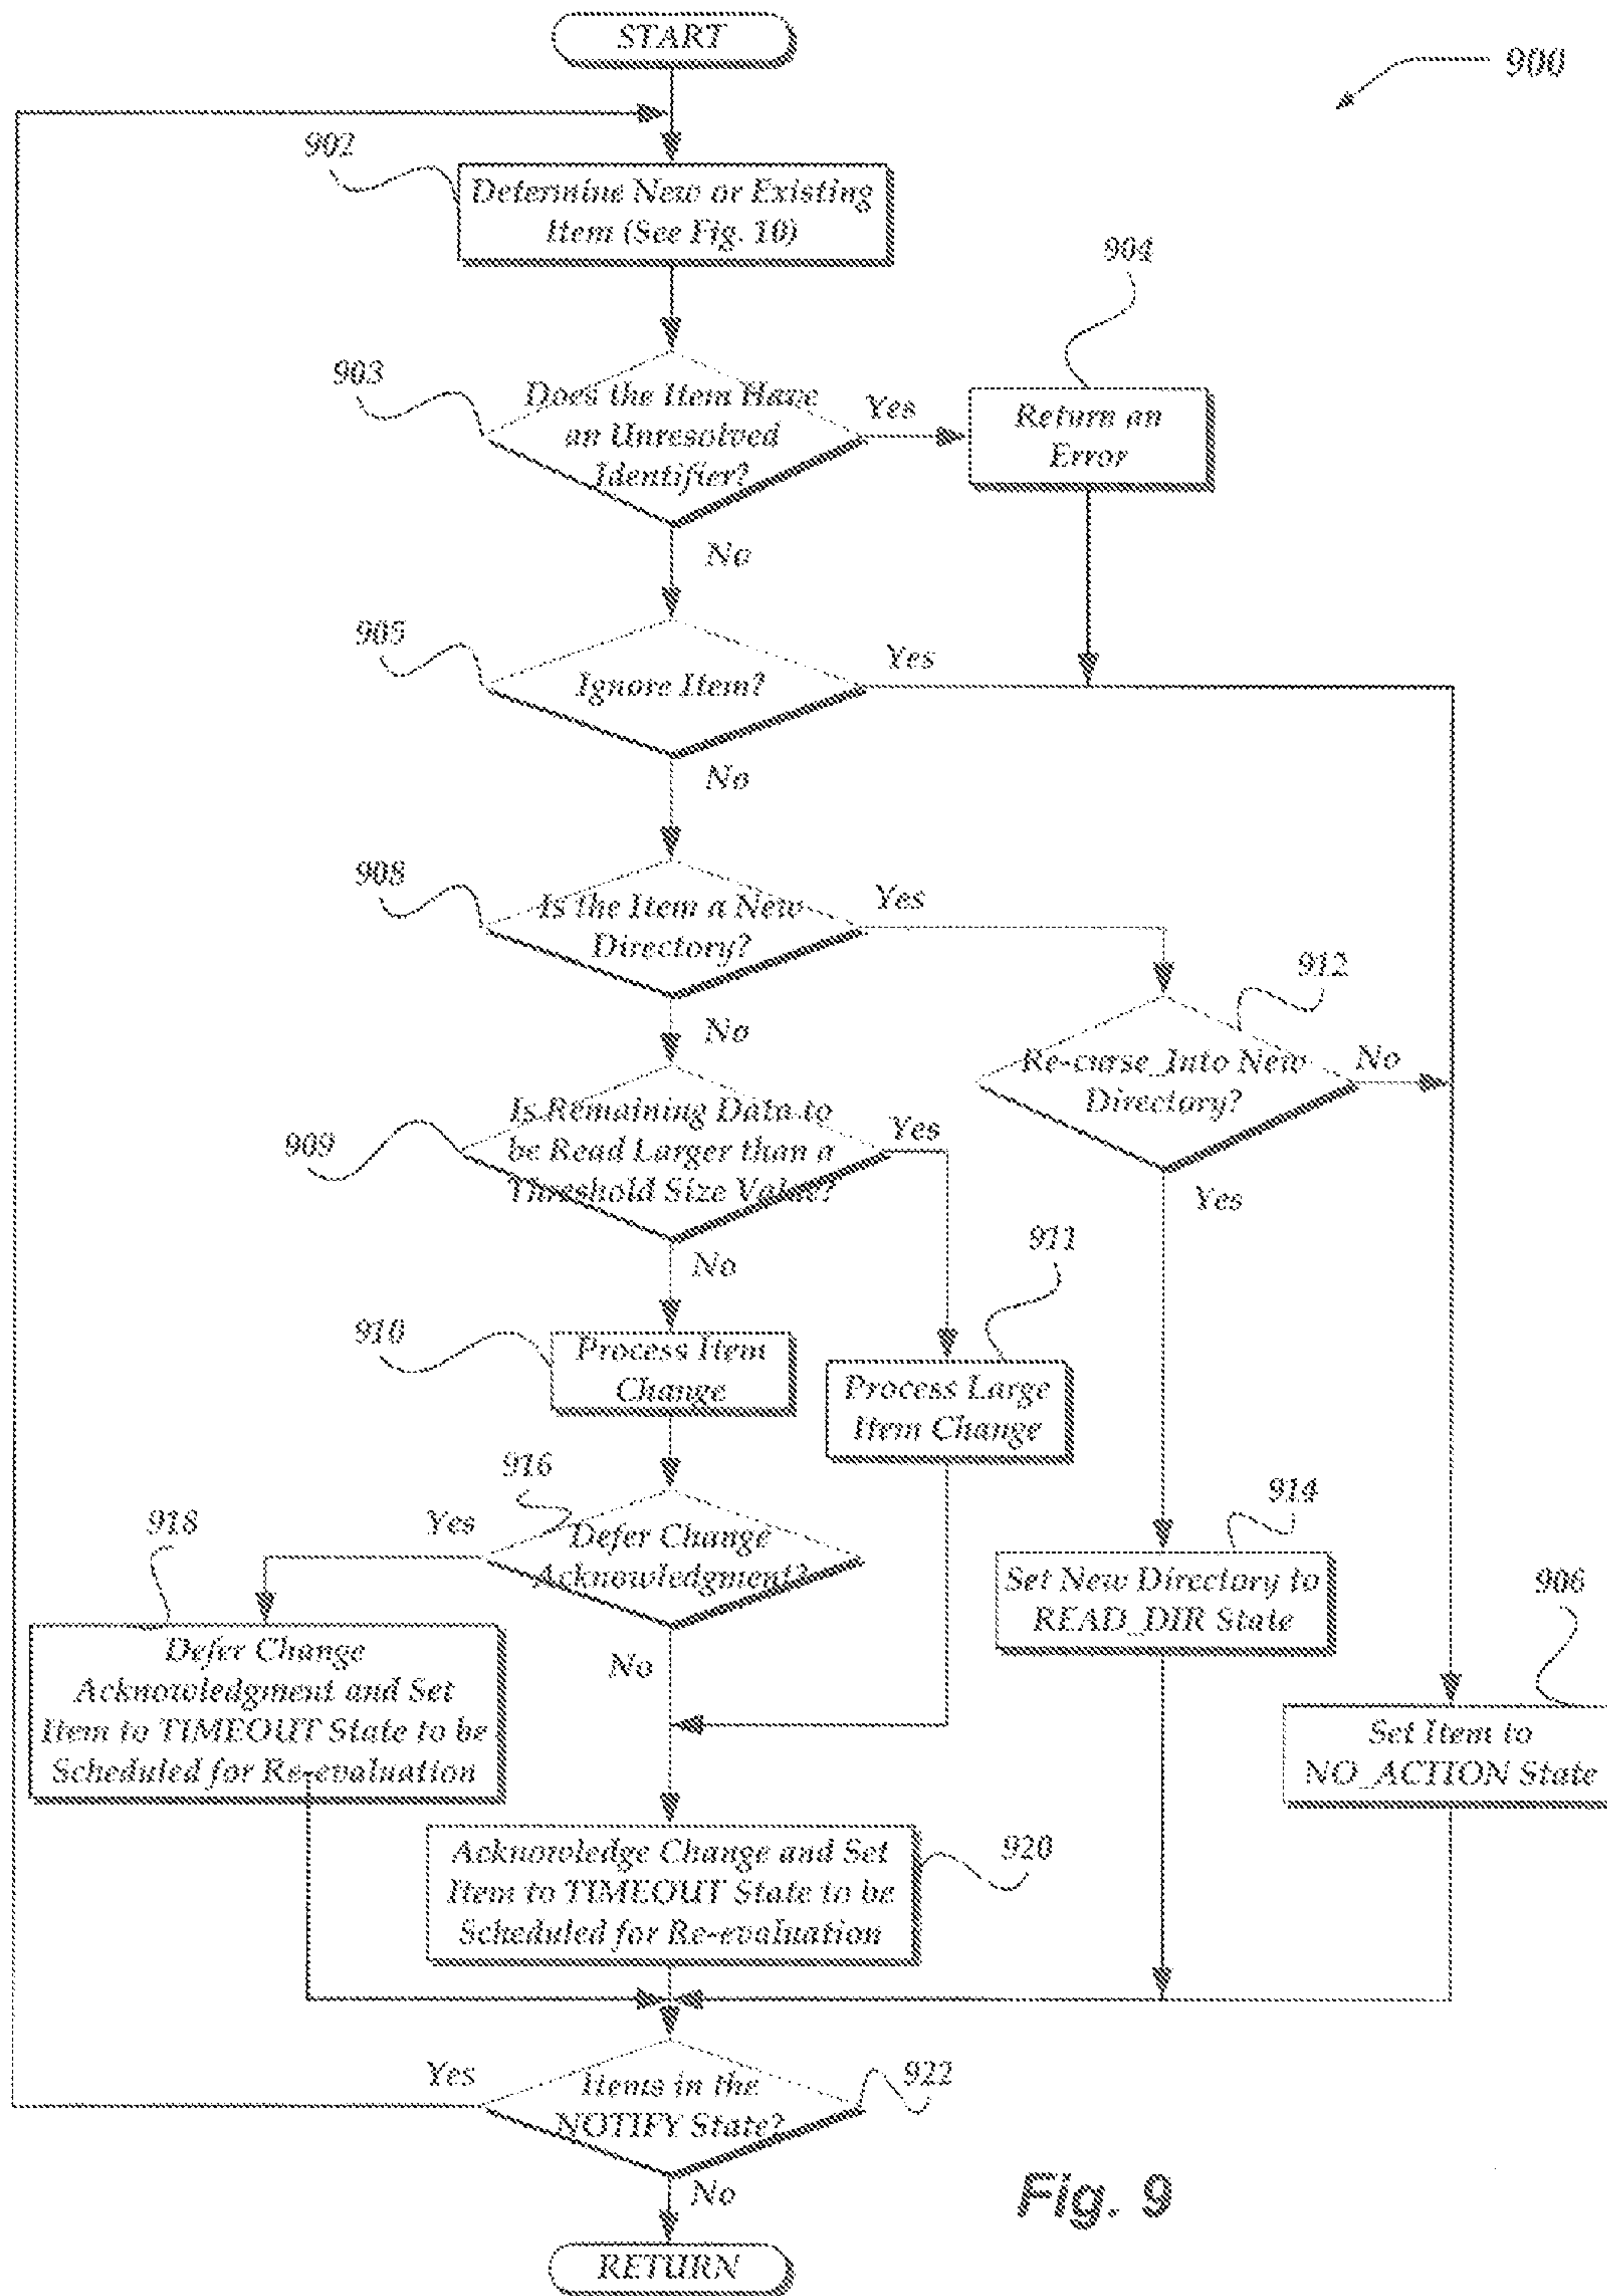 START
900
902
Determine New or Existing
Item (See Fig. 10)
904
903
Does the Item Have
an Unresolved
Identifier?
Yes
Return an
Error
No
905
Ignore Item?
Yes
No
908
Is the Item a New
Directory?
Yes
912
No
Re-curse Into New
Directory?
No
Is Remaining Data to
be Read Larger than a
Threshold Size Value?
Yes
909
Yes
911
No
910
Process Item
Change
Process Large
Item Change
916
914
918
Yes
Defer Change
Acknowledgment?
Set New Directory to
READ_DIR State
906
No
Defer Change
Acknowledgment and Set
Item to TIMEOUT State to be
Scheduled for Re-evaluation
Set Item to
NO_ACTION State
Acknowledge Change and Set
Item to TIMEOUT State to be
Scheduled for Re-evaluation
920
Yes
Items in the
NOTIFY State?
922
No
Fig. 9
RETURN